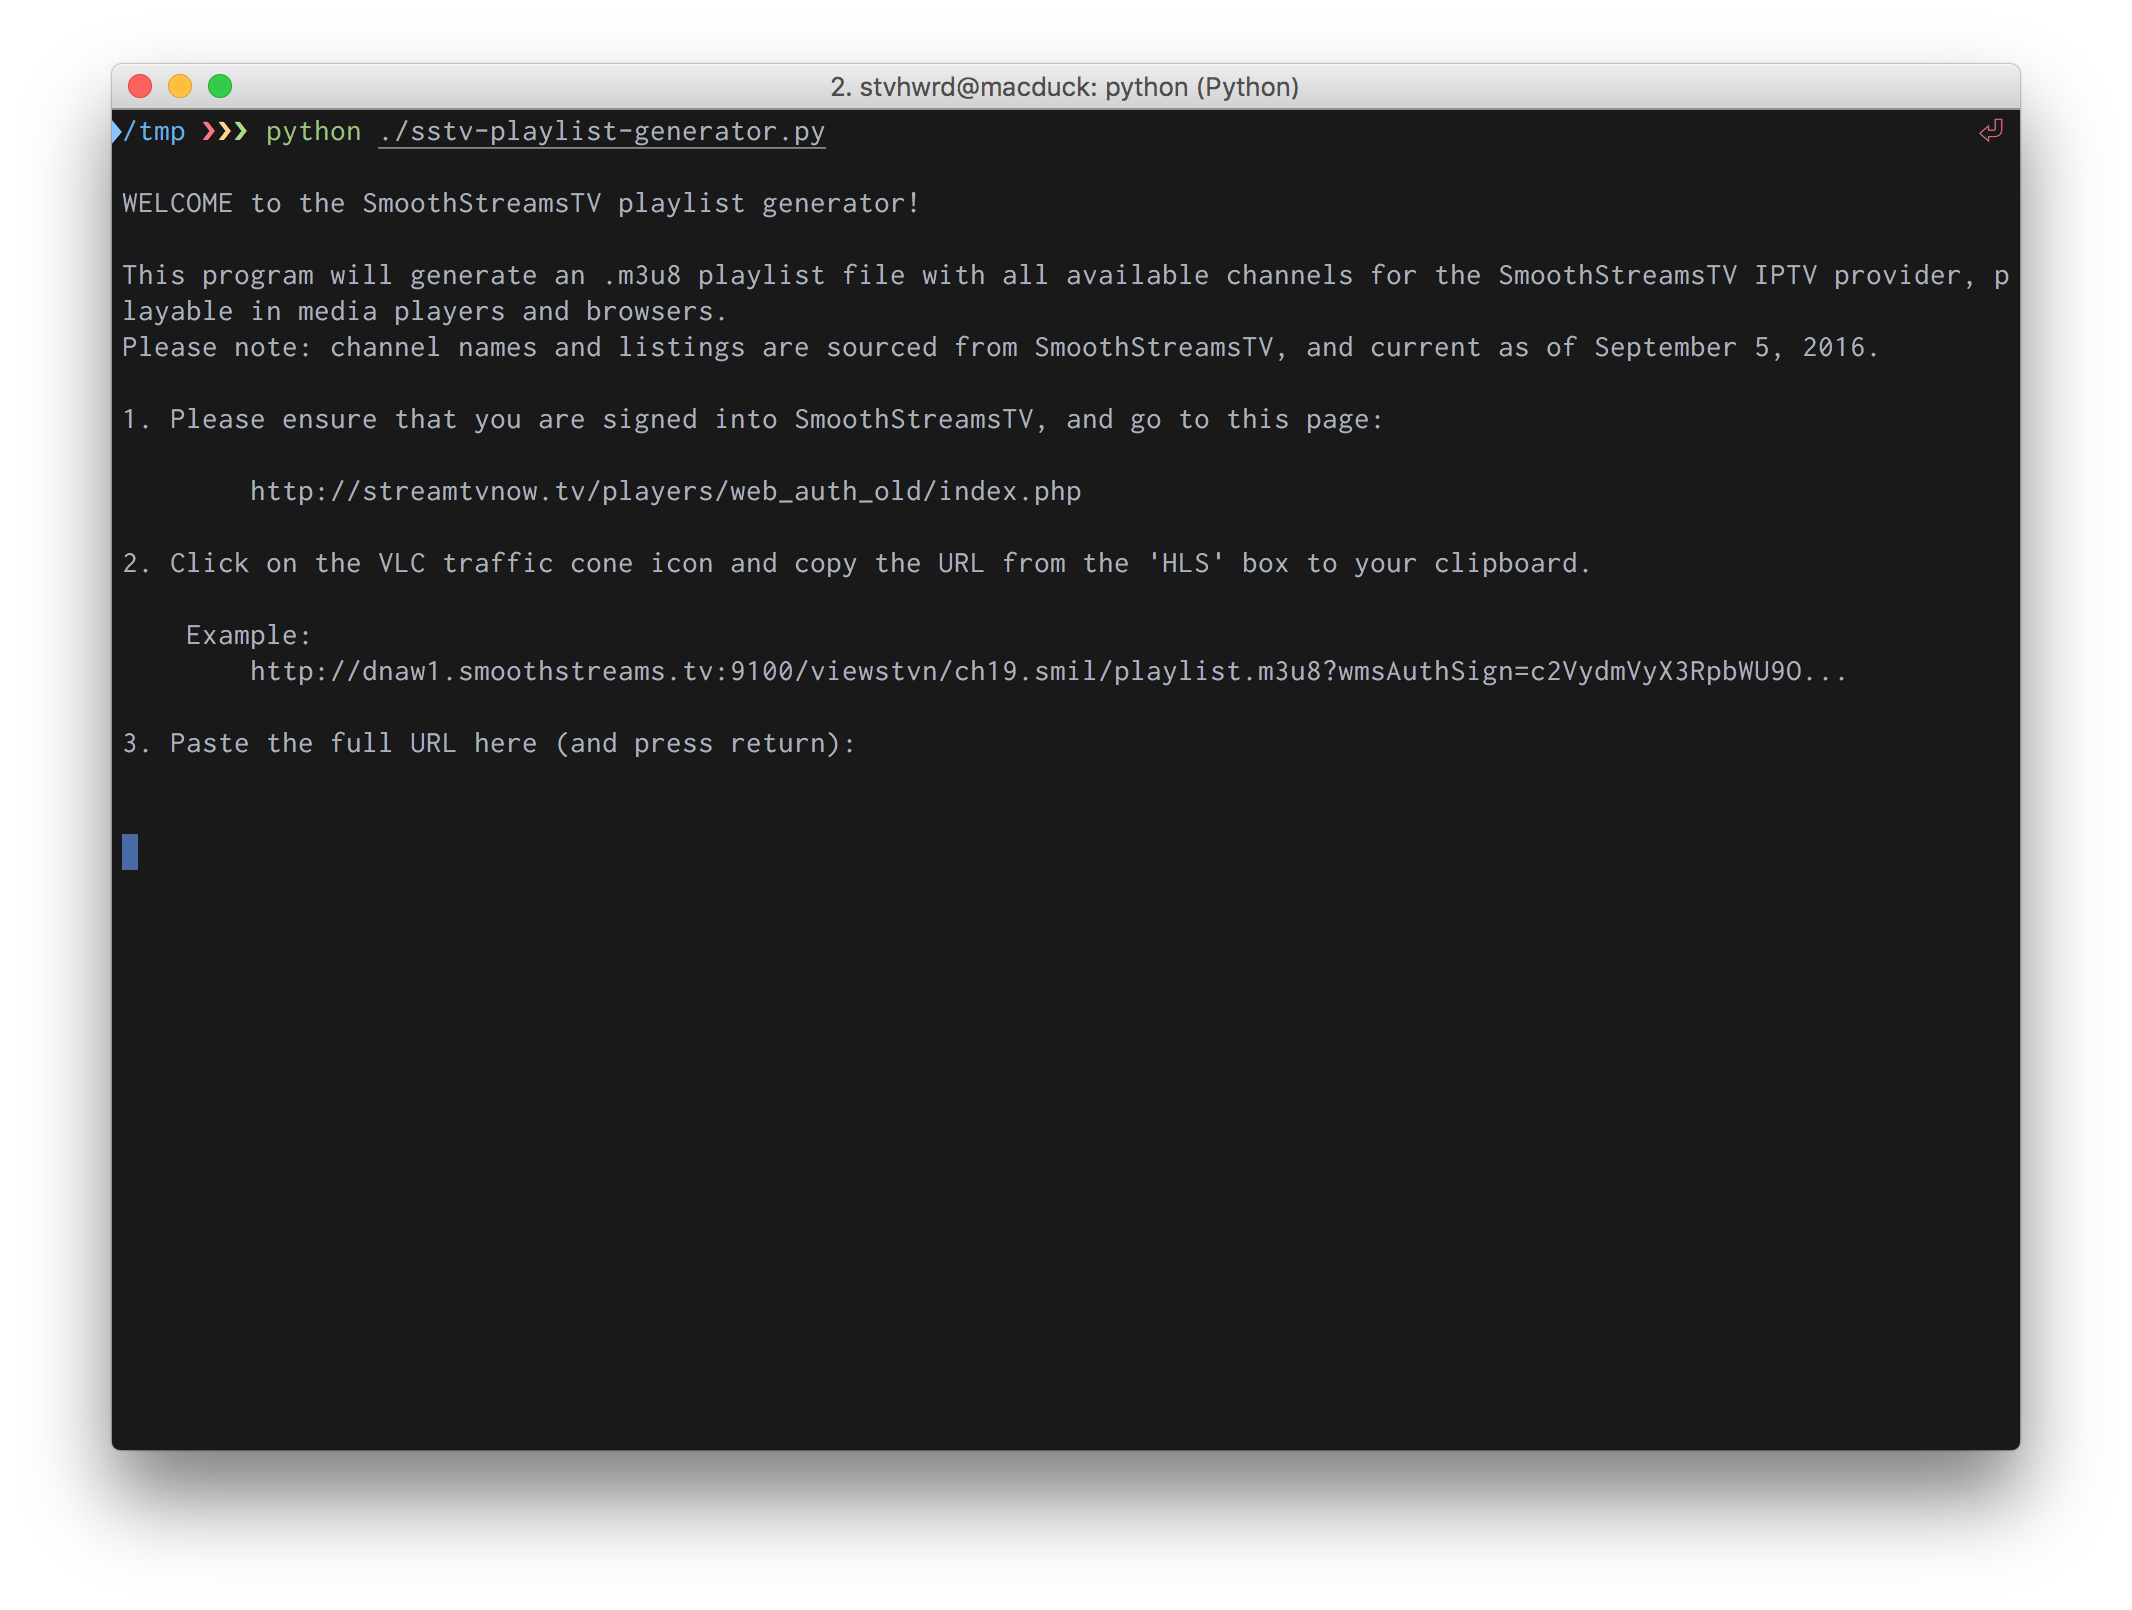 2. stvhwrd@macduck: python (Python)
/tmp ❯❯❯ python ./sstv-playlist-generator.py
WELCOME to the SmoothStreamsTV playlist generator!
This program will generate an .m3u8 playlist file with all available channels for the SmoothStreamsTV IPTV provider, p
layable in media players and browsers.
Please note: channel names and listings are sourced from SmoothStreamsTV, and current as of September 5, 2016.
1. Please ensure that you are signed into SmoothStreamsTV, and go to this page:
http://streamtvnow.tv/players/web_auth_old/index.php
2. Click on the VLC traffic cone icon and copy the URL from the 'HLS' box to your clipboard.
Example:
http://dnaw1.smoothstreams.tv:9100/viewstvn/ch19.smil/playlist.m3u8?wmsAuthSign=c2VydmVyX3RpbWU9O...
3. Paste the full URL here (and press return):